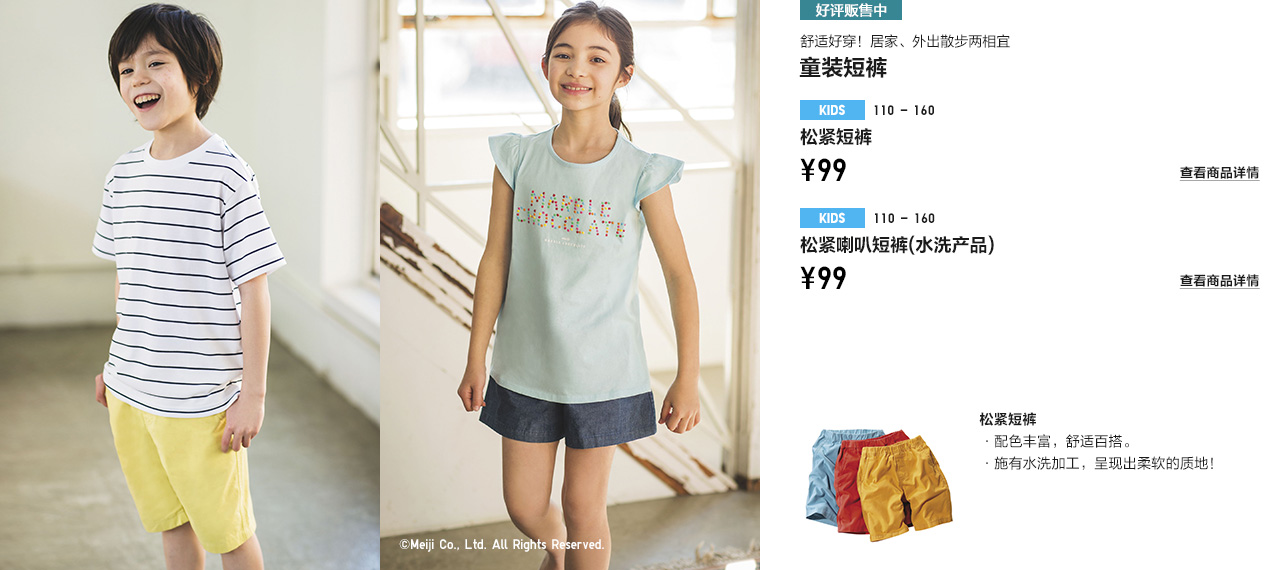 MARBLE
CHOCOLATE
©Meiji Co., Ltd. All Rights Reserved.
好评贩售中
舒适好穿！居家、外出散步两相宜
童装短裤
KIDS 110 - 160
松紧短裤
¥99
查看商品详情
KIDS 110 - 160
松紧喇叭短裤(水洗产品)
¥99
查看商品详情
松紧短裤
· 配色丰富，舒适百搭。
· 施有水洗加工，呈现出柔软的质地！